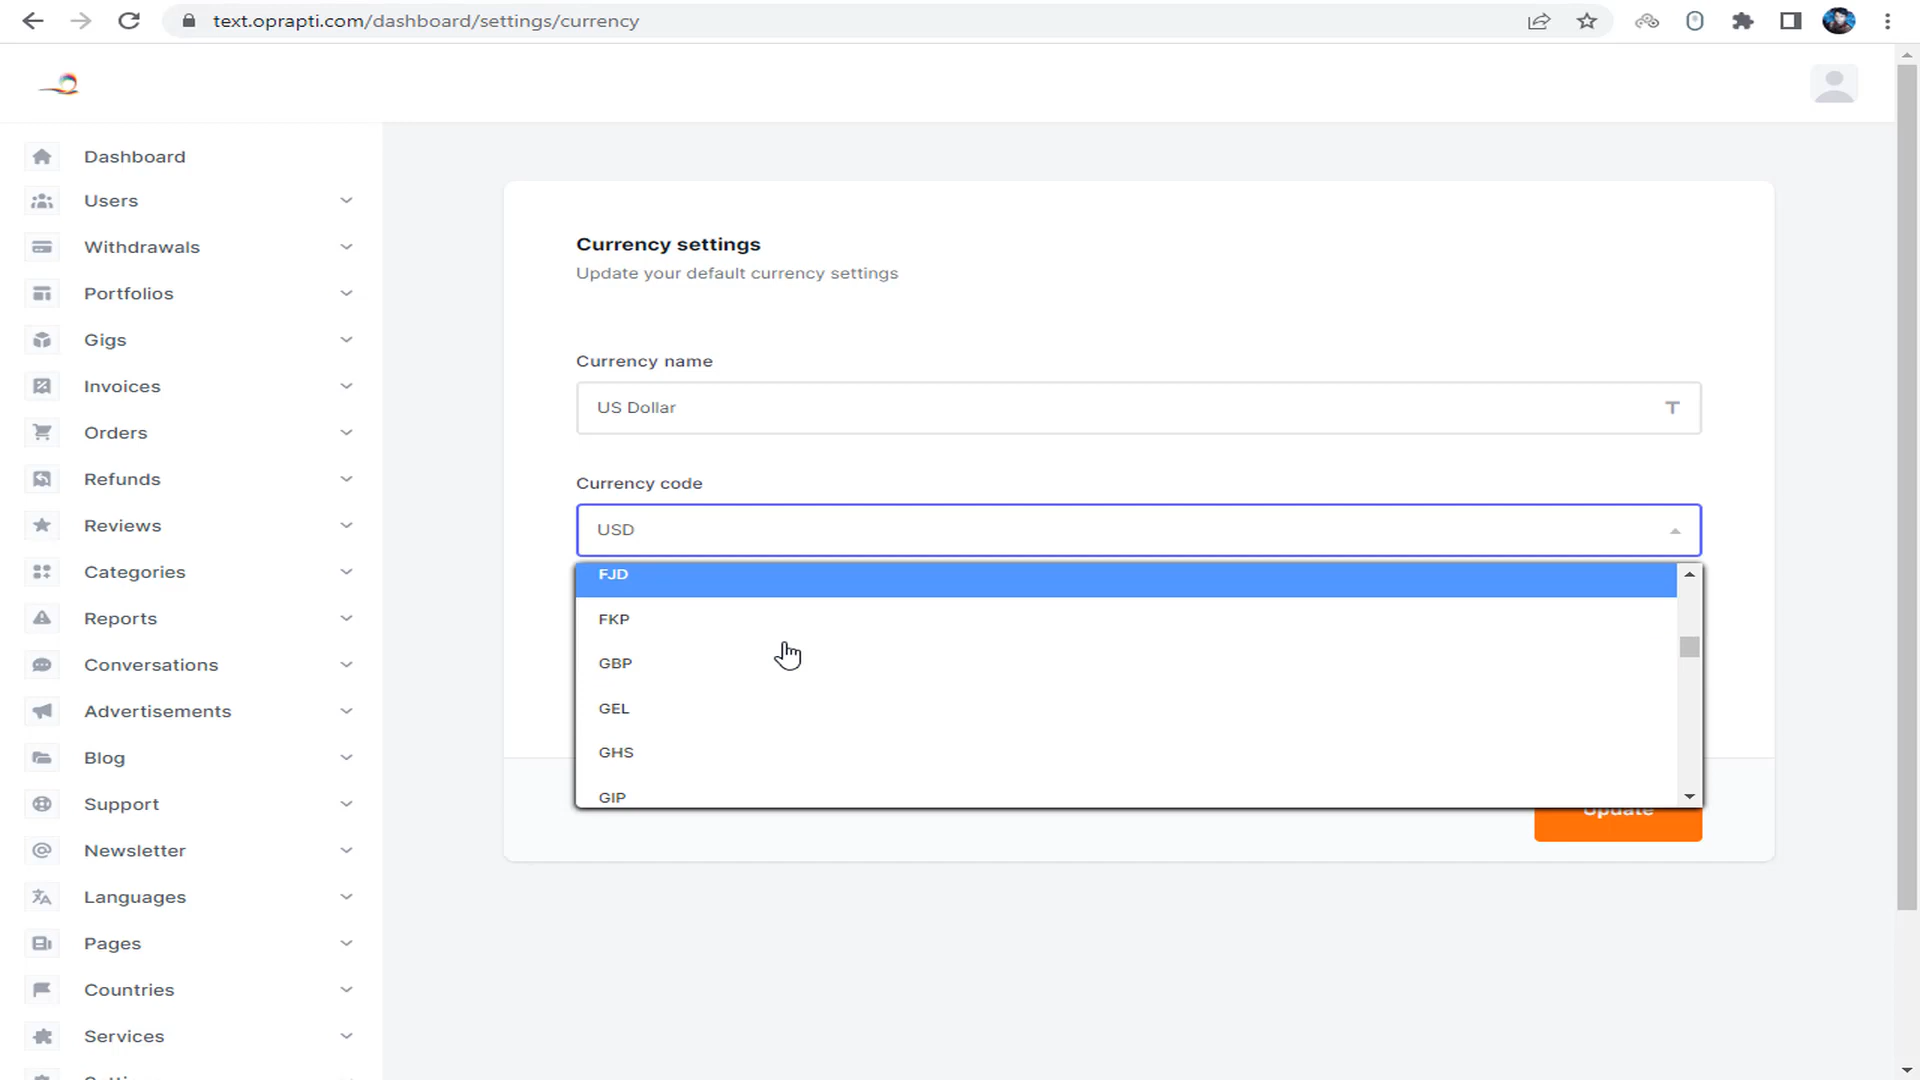 text.oprapti.com/dashboard/settings/currency
Dashboard
Users
Withdrawals
Portfolios
Gigs
Invoices
Orders
Refunds
Reviews
Categories
Reports
Conversations
Advertisements
Blog
Support
Newsletter
Languages
Pages
Countries
Services
Currency settings
Update your default currency settings
Currency name
US Dollar
Currency code
USD
FJD
FKP
GBP
GEL
GHS
GIP
Update